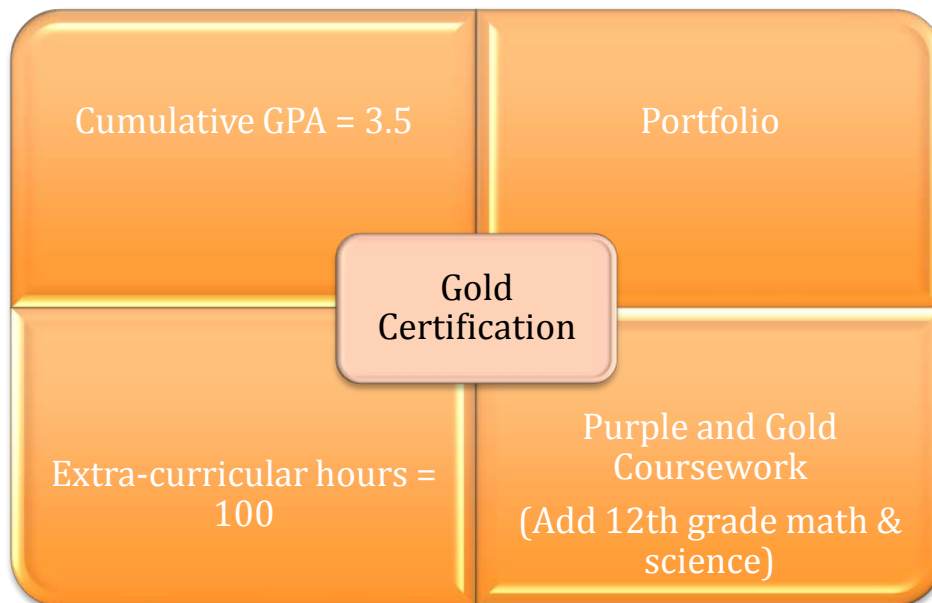 Cumulative GPA = 3.5
Portfolio
Gold
Certification
Extra-curricular hours =
100
Purple and Gold
Coursework
(Add 12th grade math &
science)